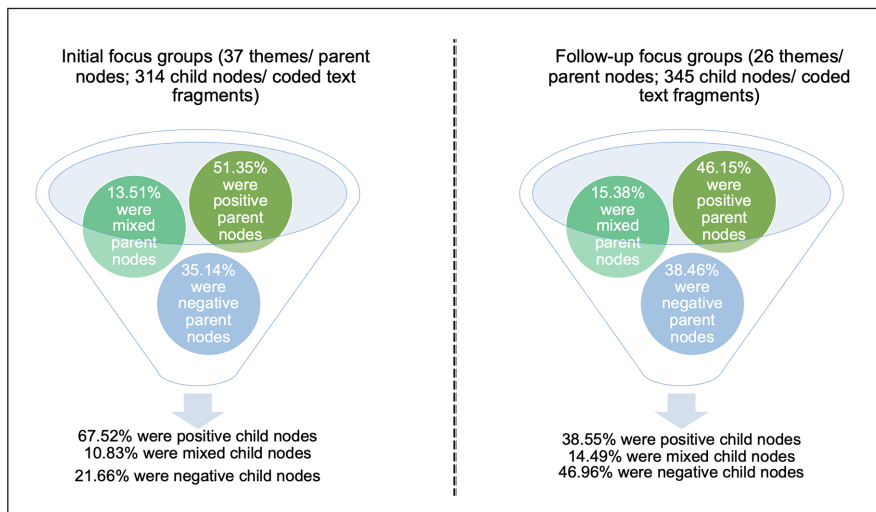 Initial focus groups (37 themes/ parent
nodes; 314 child nodes/ coded text
fragments)
51.35%
were
positive
parent
nodes
13.51%
were
mixed
parent
nodes
35.14%
were
negative
parent
nodes
67.52% were positive child nodes
10.83% were mixed child nodes
21.66% were negative child nodes
Follow-up focus groups (26 themes/
parent nodes; 345 child nodes/ coded
text fragments)
46.15%
were
positive
parent
nodes
15.38%
were
mixed
parent
nodes
38.46%
were
negative
parent
nodes
38.55% were positive child nodes
14.49% were mixed child nodes
46.96% were negative child nodes